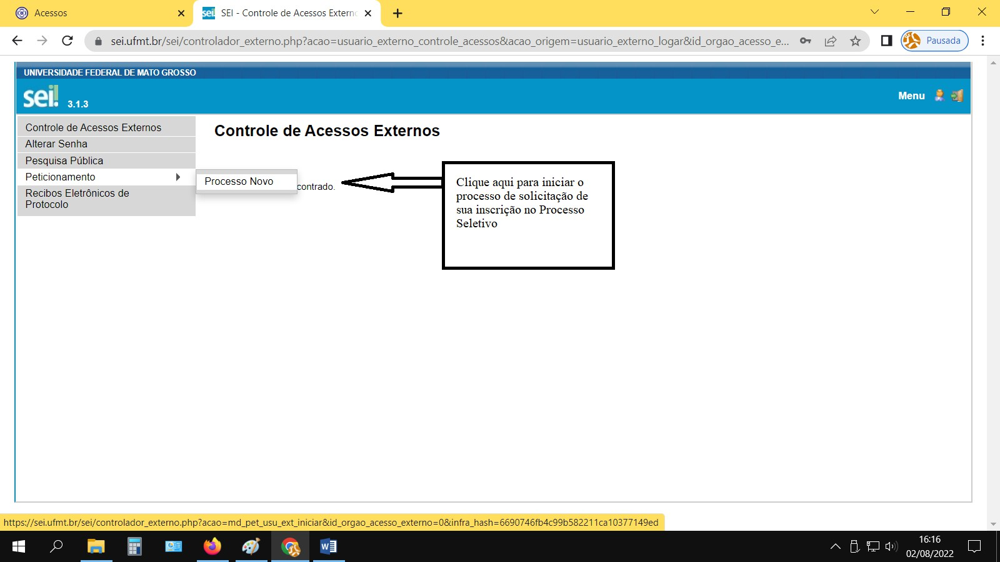 Acessos
SEI - Controle de Acessos Extern
sei.ufmt.br/sei/controlador_externo.php?acao=usuario_externo_controle_acessos&acao_origem=usuario_externo_logar&id_orgao_acesso_e...
Pausada
UNIVERSIDADE FEDERAL DE MATO GROSSO
sei! 3.1.3
Menu
Controle de Acessos Externos
Alterar Senha
Pesquisa Pública
Peticionamento
Recibos Eletrônicos de
Protocolo
Processo Novo
Controle de Acessos Externos
contrado.
Clique aqui para iniciar o
processo de solicitação de
sua inscrição no Processo
Seletivo
https://sei.ufmt.br/sei/controlador_externo.php?acao=md_pet_usu_ext_iniciar&id_orgao_acesso_externo=0&infra_hash=6690746fb4c99b582211ca10377149ed
16:16
02/08/2022